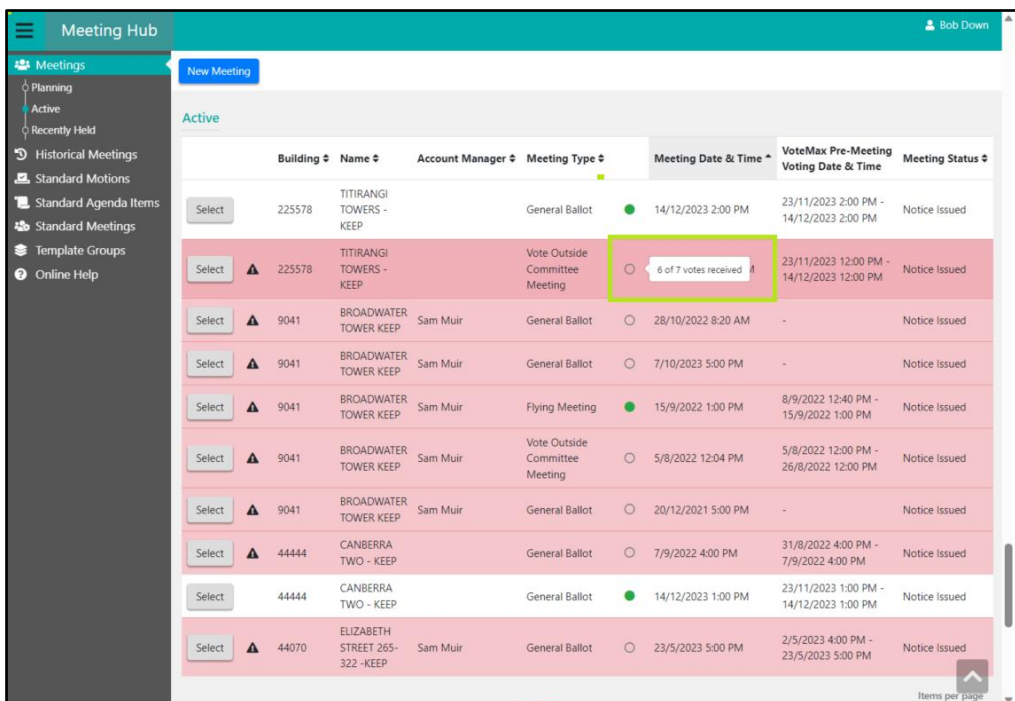 Meeting Hub
Bob Down
Meetings
Planning
Active
Recently Held
Historical Meetings
Standard Motions
Standard Agenda Items
Standard Meetings
Template Groups
Online Help
New Meeting
Active
Building Name Account Manager Meeting Type Meeting Date & Time VoteMax Pre-Meeting Voting Date & Time Meeting Status
Select 225578 TITIRANGI TOWERS - KEEP General Ballot 14/12/2023 2:00 PM 23/11/2023 2:00 PM - 14/12/2023 2:00 PM Notice Issued
Select 225578 TITIRANGI TOWERS - KEEP Vote Outside Committee Meeting 6 of 7 votes received 23/11/2023 12:00 PM - 14/12/2023 12:00 PM Notice Issued
Select 9041 BROADWATER TOWER KEEP Sam Muir General Ballot 28/10/2022 8:20 AM - Notice Issued
Select 9041 BROADWATER TOWER KEEP Sam Muir General Ballot 7/10/2023 5:00 PM - Notice Issued
Select 9041 BROADWATER TOWER KEEP Sam Muir Flying Meeting 15/9/2022 1:00 PM 8/9/2022 12:40 PM - 15/9/2022 1:00 PM Notice Issued
Select 9041 BROADWATER TOWER KEEP Sam Muir Vote Outside Committee Meeting 5/8/2022 12:04 PM 5/8/2022 12:00 PM - 26/8/2022 12:00 PM Notice Issued
Select 9041 BROADWATER TOWER KEEP Sam Muir General Ballot 20/12/2021 5:00 PM - Notice Issued
Select 44444 CANBERRA TWO - KEEP General Ballot 7/9/2022 4:00 PM 31/8/2022 4:00 PM - 7/9/2022 4:00 PM Notice Issued
Select 44444 CANBERRA TWO - KEEP General Ballot 14/12/2023 1:00 PM 23/11/2023 1:00 PM - 14/12/2023 1:00 PM Notice Issued
Select 44070 ELIZABETH STREET 265-322 -KEEP Sam Muir General Ballot 23/5/2023 5:00 PM 2/5/2023 4:00 PM - 23/5/2023 5:00 PM Notice Issued
Items per page